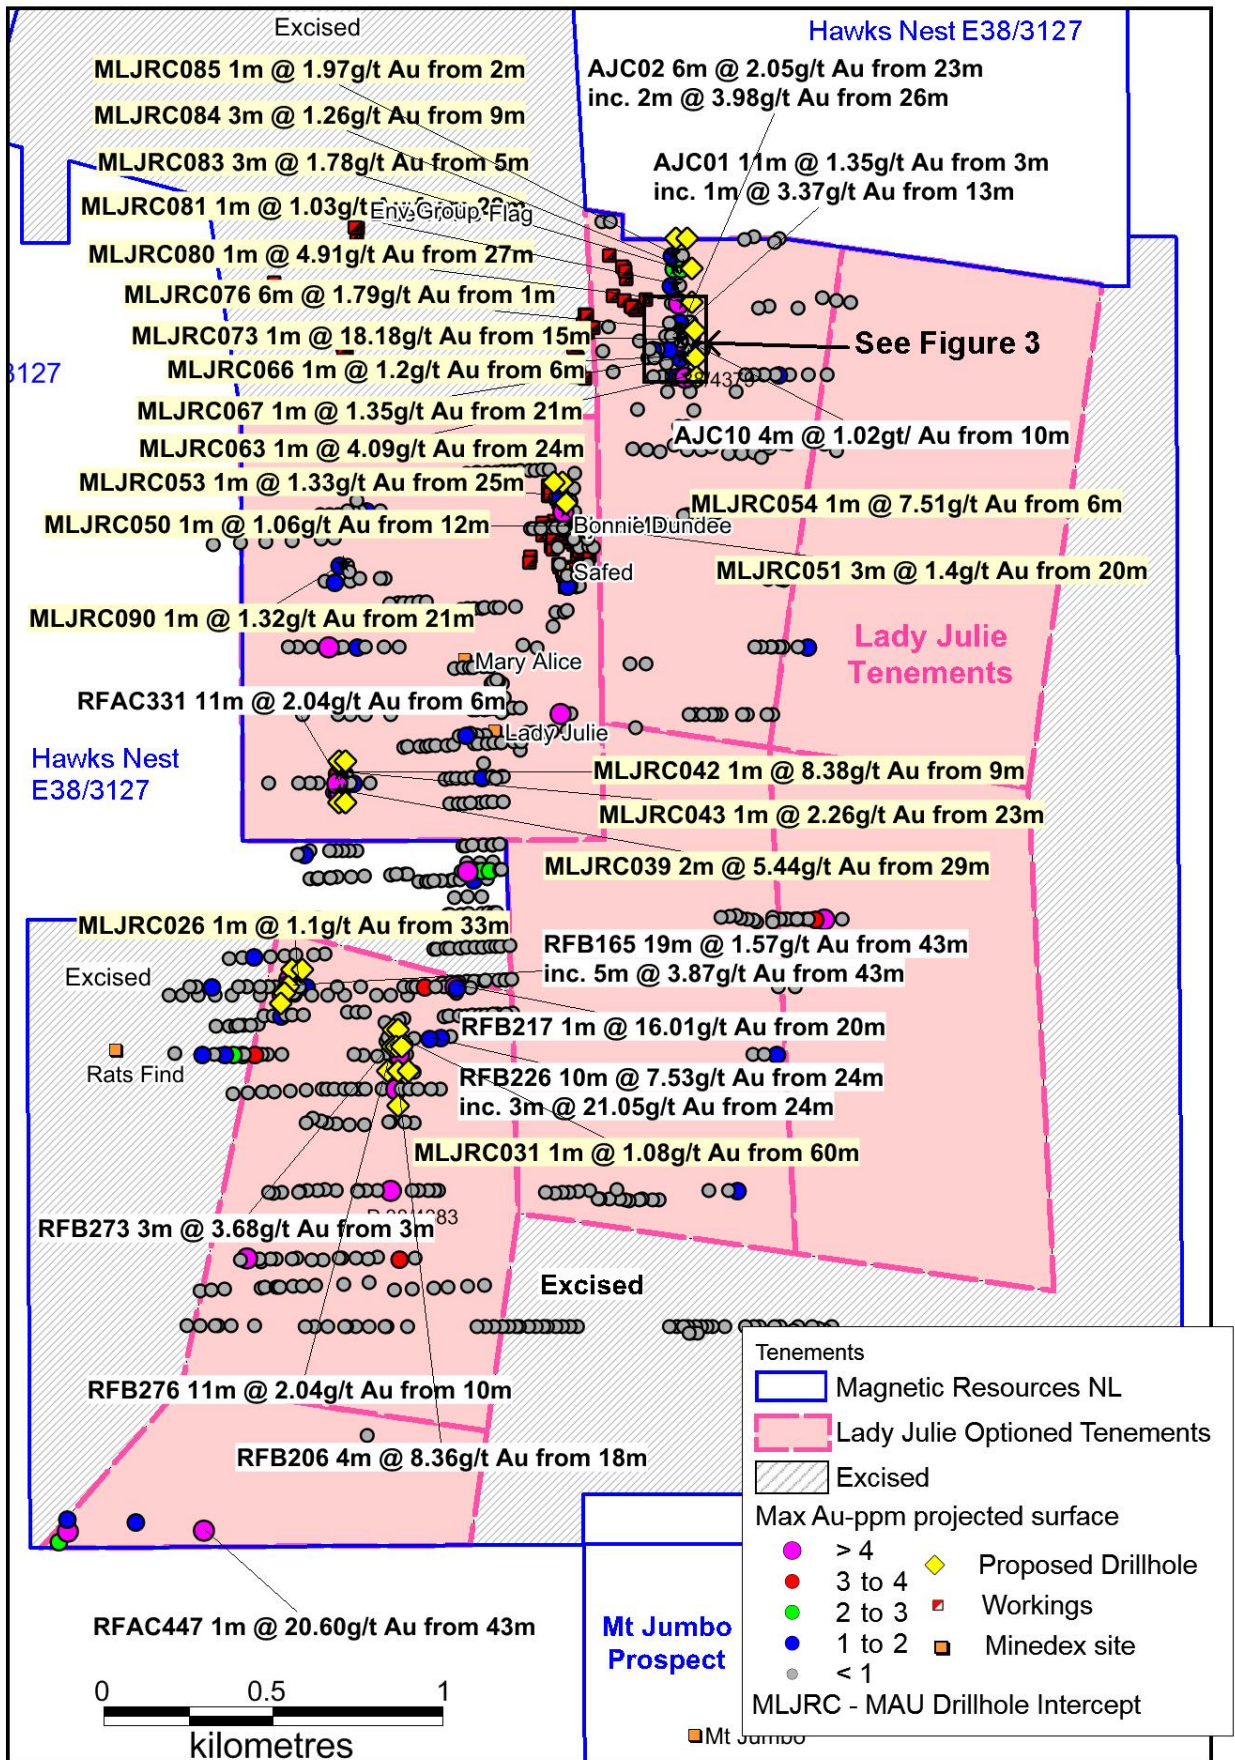 Excised
Hawks Nest E38/3127
MLJRC085 1m @ 1.97g/t Au from 2m
AJC02 6m @ 2.05g/t Au from 23m
inc. 2m @ 3.98g/t Au from 26m
MLJRC084 3m @ 1.26g/t Au from 9m
MLJRC083 3m @ 1.78g/t Au from 5m
AJC01 11m @ 1.35g/t Au from 3m
inc. 1m @ 3.37g/t Au from 13m
MLJRC081 1m @ 1.03g/t
Group Flag
MLJRC080 1m @ 4.91g/t Au from 27m
MLJRC076 6m @ 1.79g/t Au from 1m
MLJRC073 1m @ 18.18g/t Au from 15m
See Figure 3
MLJRC066 1m @ 1.2g/t Au from 6m
3127
MLJRC067 1m @ 1.35g/t Au from 21m
AJC10 4m @ 1.02gt/ Au from 10m
MLJRC063 1m @ 4.09g/t Au from 24m
MLJRC053 1m @ 1.33g/t Au from 25m
MLJRC054 1m @ 7.51g/t Au from 6m
MLJRC050 1m @ 1.06g/t Au from 12m
Dundee
Safed
MLJRC051 3m @ 1.4g/t Au from 20m
MLJRC090 1m @ 1.32g/t Au from 21m
Lady Julie
Tenements
Mary Alice
RFAC331 11m @ 2.04g/t Au from 6m
Lady Julie
Hawks Nest
E38/3127
MLJRC042 1m @ 8.38g/t Au from 9m
MLJRC043 1m @ 2.26g/t Au from 23m
MLJRC039 2m @ 5.44g/t Au from 29m
MLJRC026 1m @ 1.1g/t Au from 33m
RFB165 19m @ 1.57g/t Au from 43m
inc. 5m @ 3.87g/t Au from 43m
Excised
RFB217 1m @ 16.01g/t Au from 20m
Rats Find
RFB226 10m @ 7.53g/t Au from 24m
inc. 3m @ 21.05g/t Au from 24m
MLJRC031 1m @ 1.08g/t Au from 60m
RFB273 3m @ 3.68g/t Au from 3m
Excised
RFB276 11m @ 2.04g/t Au from 10m
RFB206 4m @ 8.36g/t Au from 18m
RFAC447 1m @ 20.60g/t Au from 43m
Mt Jumbo
Prospect
Mt Jumbo
0 0.5 1
kilometres
Tenements
Magnetic Resources NL
Lady Julie Optioned Tenements
Excised
Max Au-ppm projected surface
> 4
3 to 4
2 to 3
1 to 2
< 1
Proposed Drillhole
Workings
Minedex site
MLJRC - MAU Drillhole Intercept